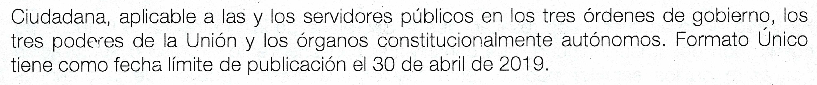 Ciudadana, aplicable a las y los servidores públicos en los tres órdenes de gobierno, los
tres poderes de la Unión y los órganos constitucionalmente autónomos. Formato Único
tiene como fecha límite de publicación el 30 de abril de 2019.